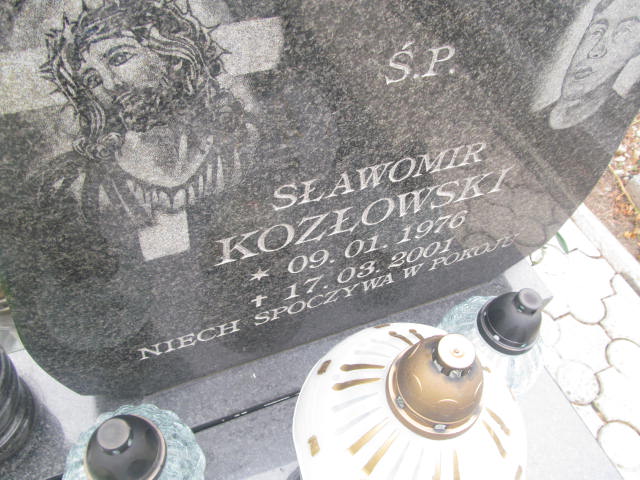 Ś.P.
SŁAWOMIR
KOZŁOWSKI
* 09. 01. 1976
✝ 17. 03. 2001
NIECH SPOCZYWA W POKOJU